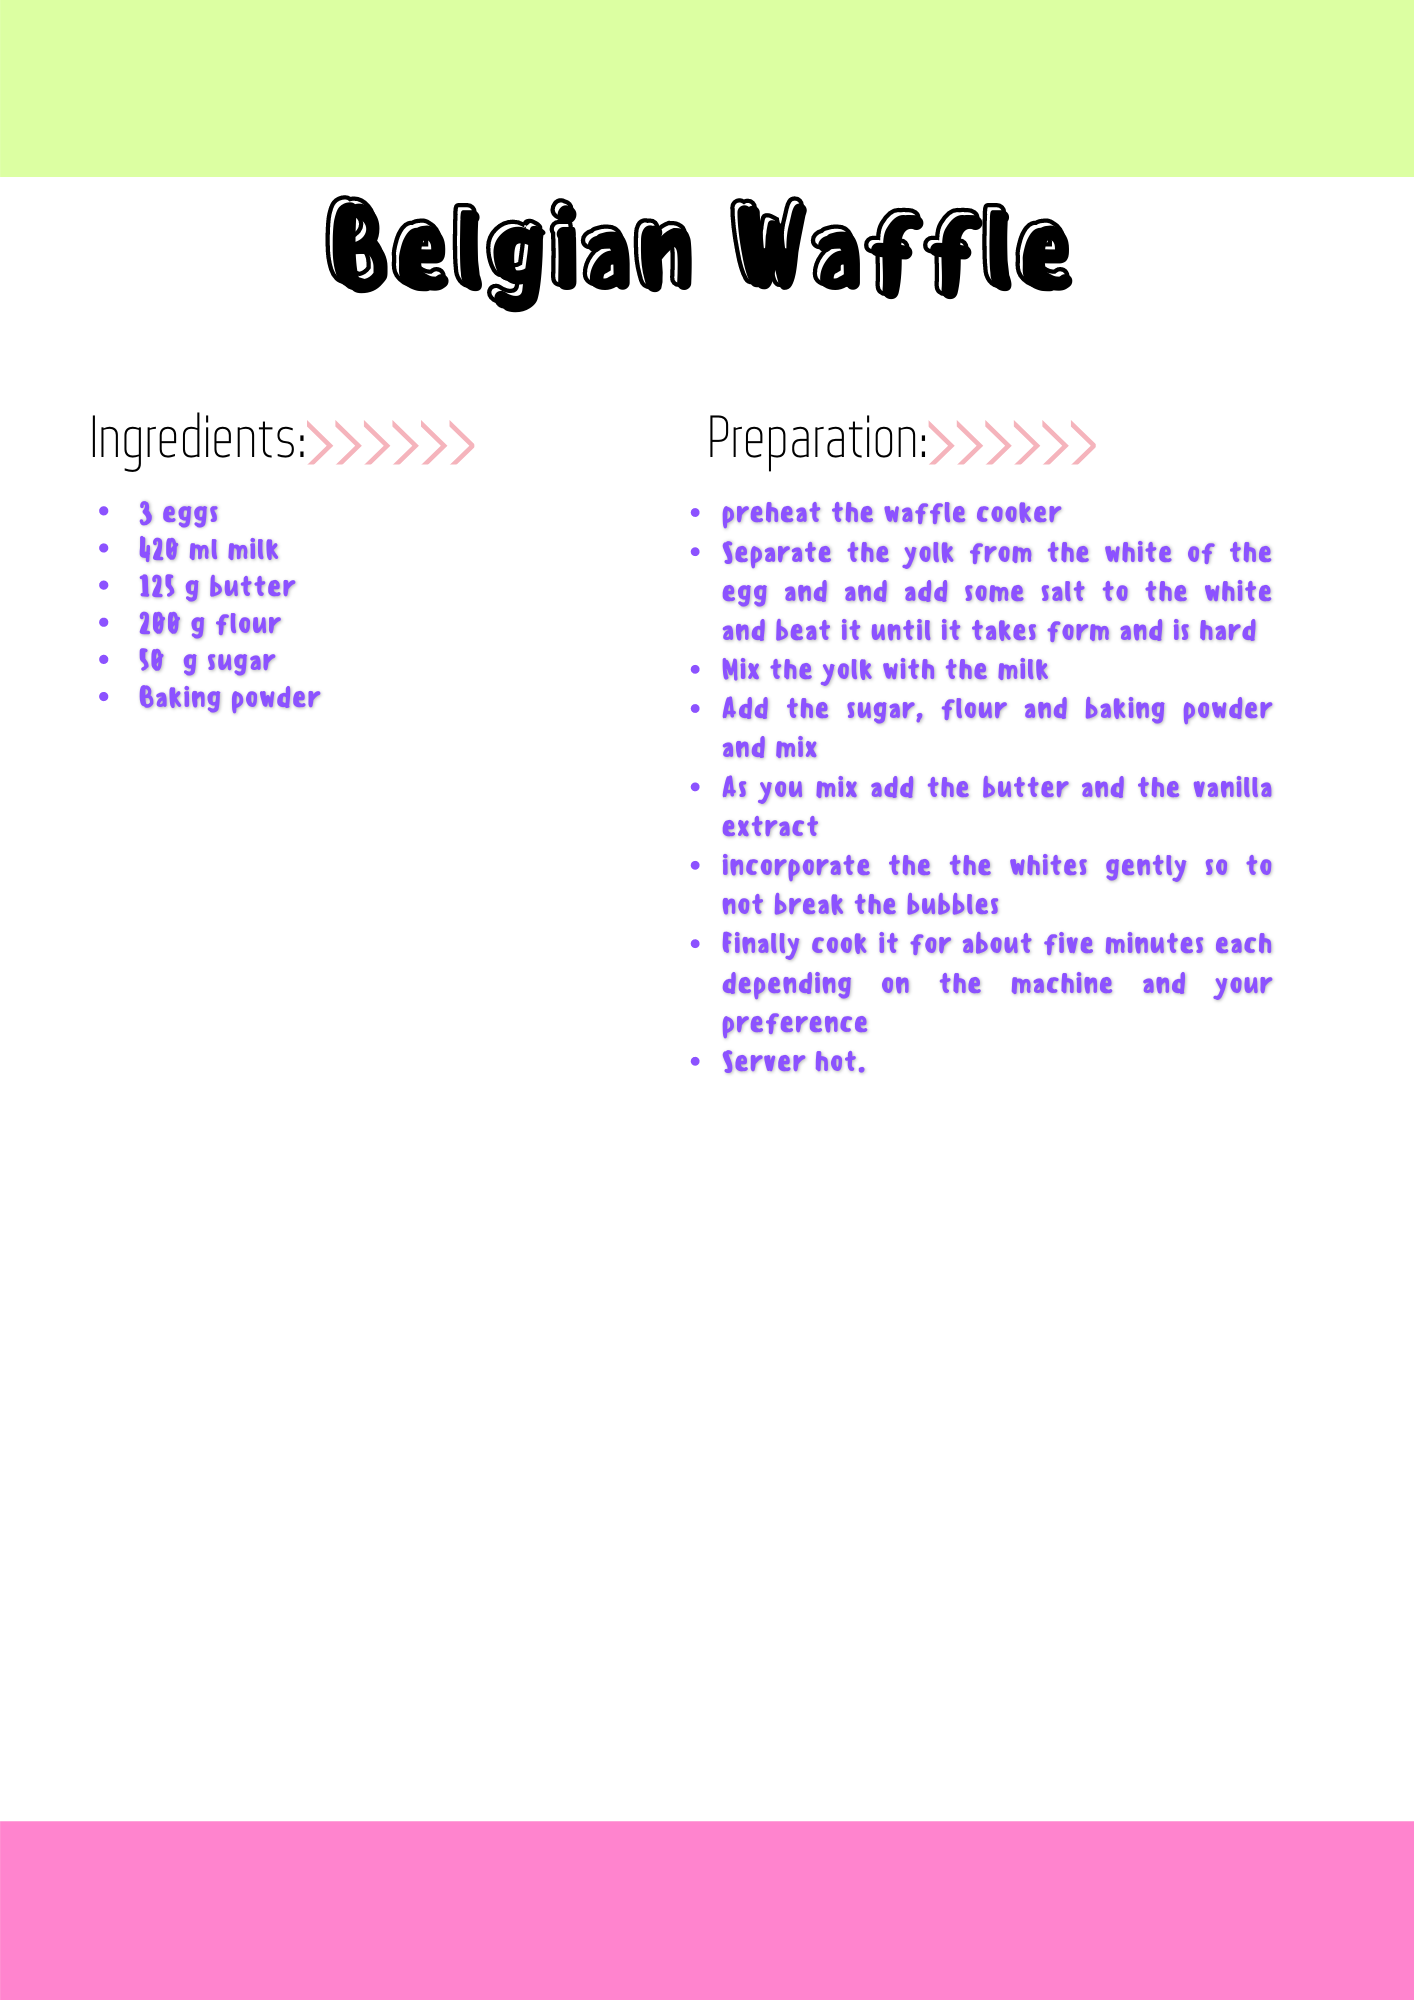 Belgian Waffle
Ingredients:
• 3 eggs
• 420 ml milk
• 125 g butter
• 200 g flour
• 50 g sugar
• Baking powder
Preparation:
• preheat the waffle cooker
• Separate the yolk from the white of the
egg and and add some salt to the white
and beat it until it takes form and is hard
• Mix the yolk with the milk
• Add the sugar, flour and baking powder
and mix
• As you mix add the butter and the vanilla
extract
• incorporate the the whites gently so to
not break the bubbles
• Finally cook it for about five minutes each
depending on the machine and your
preference
• Server hot.